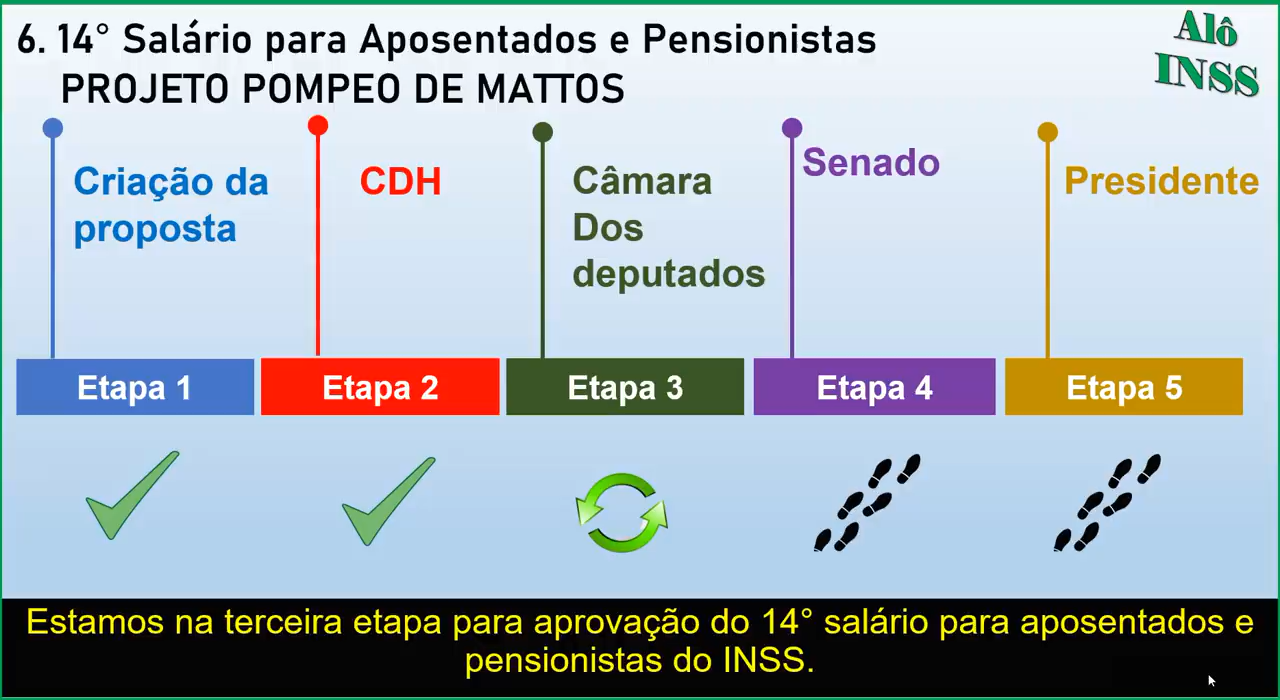 6. 14° Salário para Aposentados e Pensionistas
PROJETO POMPEO DE MATTOS
Alô
INSS
Criação da
proposta
CDH
Câmara
Dos
deputados
Senado
Presidente
Etapa 1
Etapa 2
Etapa 3
Etapa 4
Etapa 5
Estamos na terceira etapa para aprovação do 14° salário para aposentados e
pensionistas do INSS.